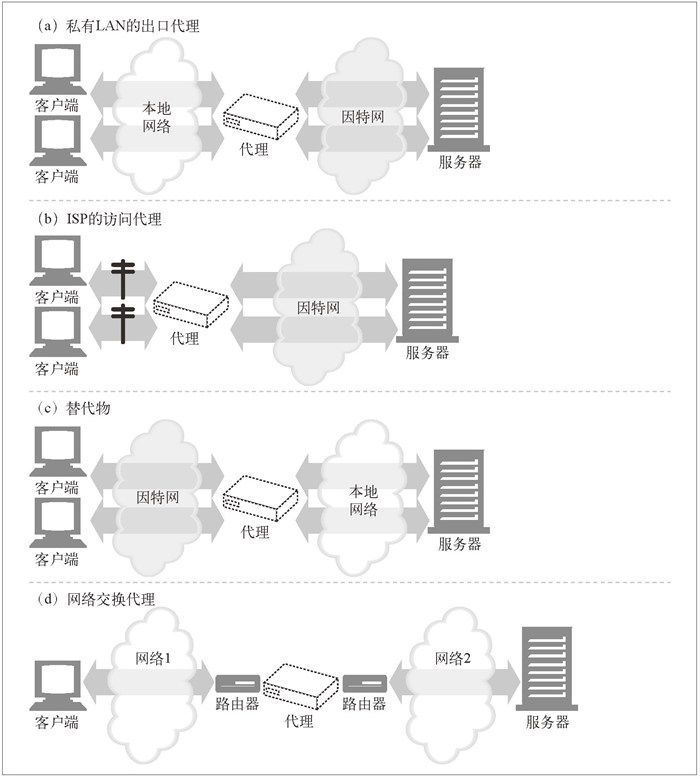 （a）私有LAN的出口代理
客户端
本地
网络
代理
因特网
服务器
客户端
（b）ISP的访问代理
客户端
代理
因特网
服务器
客户端
（c）替代物
客户端
因特网
代理
本地
网络
服务器
客户端
（d）网络交换代理
网络1
网络2
客户端
路由器
代理
路由器
服务器